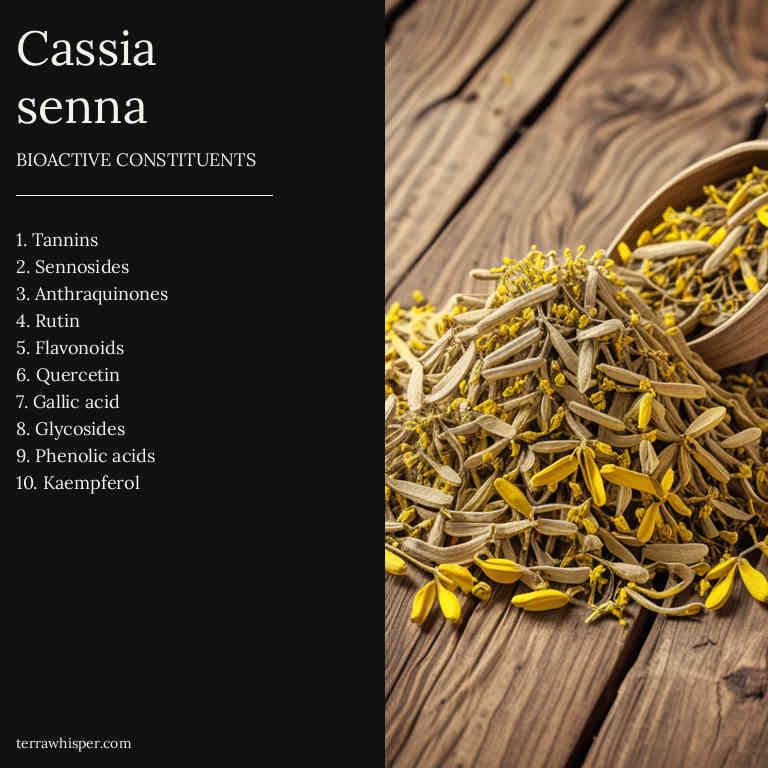 Cassia
senna
BIOACTIVE CONSTITUENTS
1. Tannins
2. Sennosides
3. Anthraquinones
4. Rutin
5. Flavonoids
6. Quercetin
7. Gallic acid
8. Glycosides
9. Phenolic acids
10. Kaempferol
terrawhisper.com